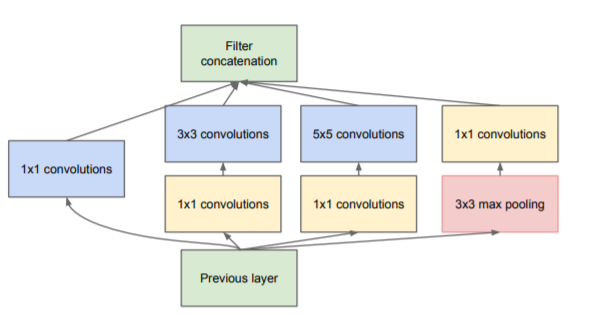 Filter
concatenation
3x3 convolutions
5x5 convolutions
1x1 convolutions
1x1 convolutions
1x1 convolutions
1x1 convolutions
3x3 max pooling
Previous layer